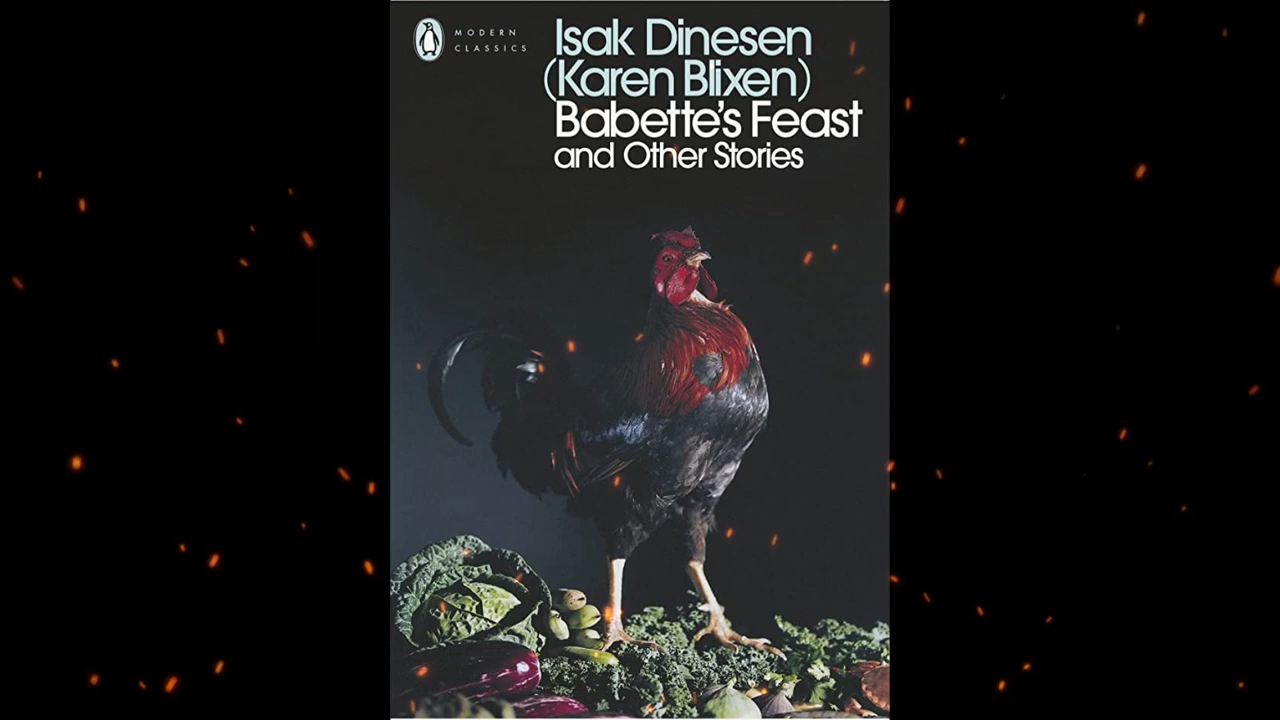 MODERN
CLASSICS
Isak Dinesen
(Karen Blixen)
Babette's Feast
and Other Stories